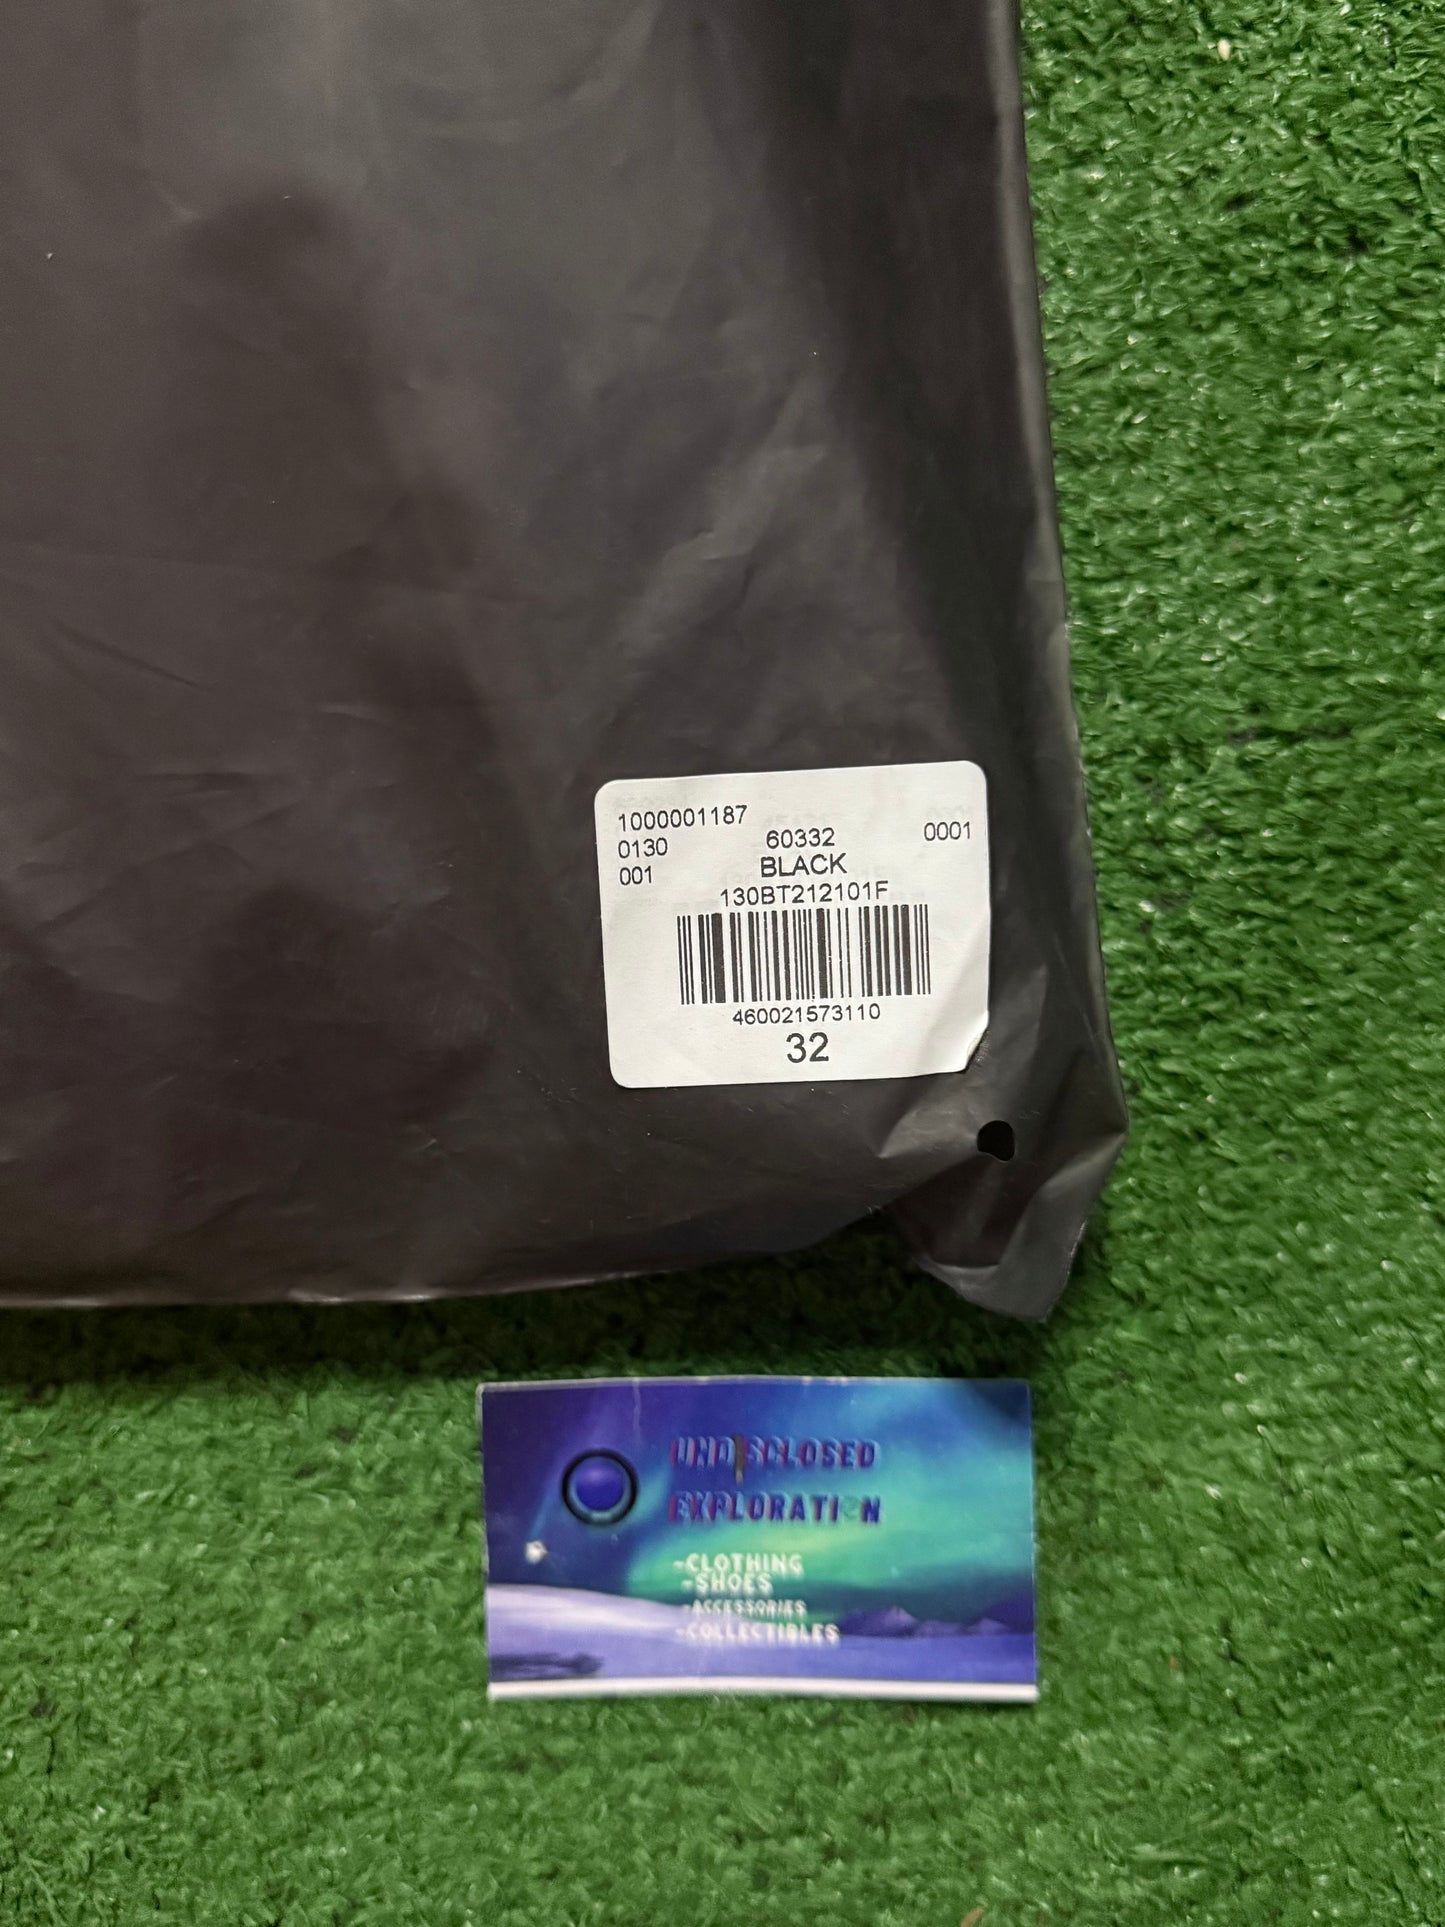 1000001187
0130 60332 0001
001 BLACK
130BT212101F
460021573110
32
UNDISCLOSED
EXPLORATION
-CLOTHING
-SHOES
-ACCESSORIES
-COLLECTIBLES